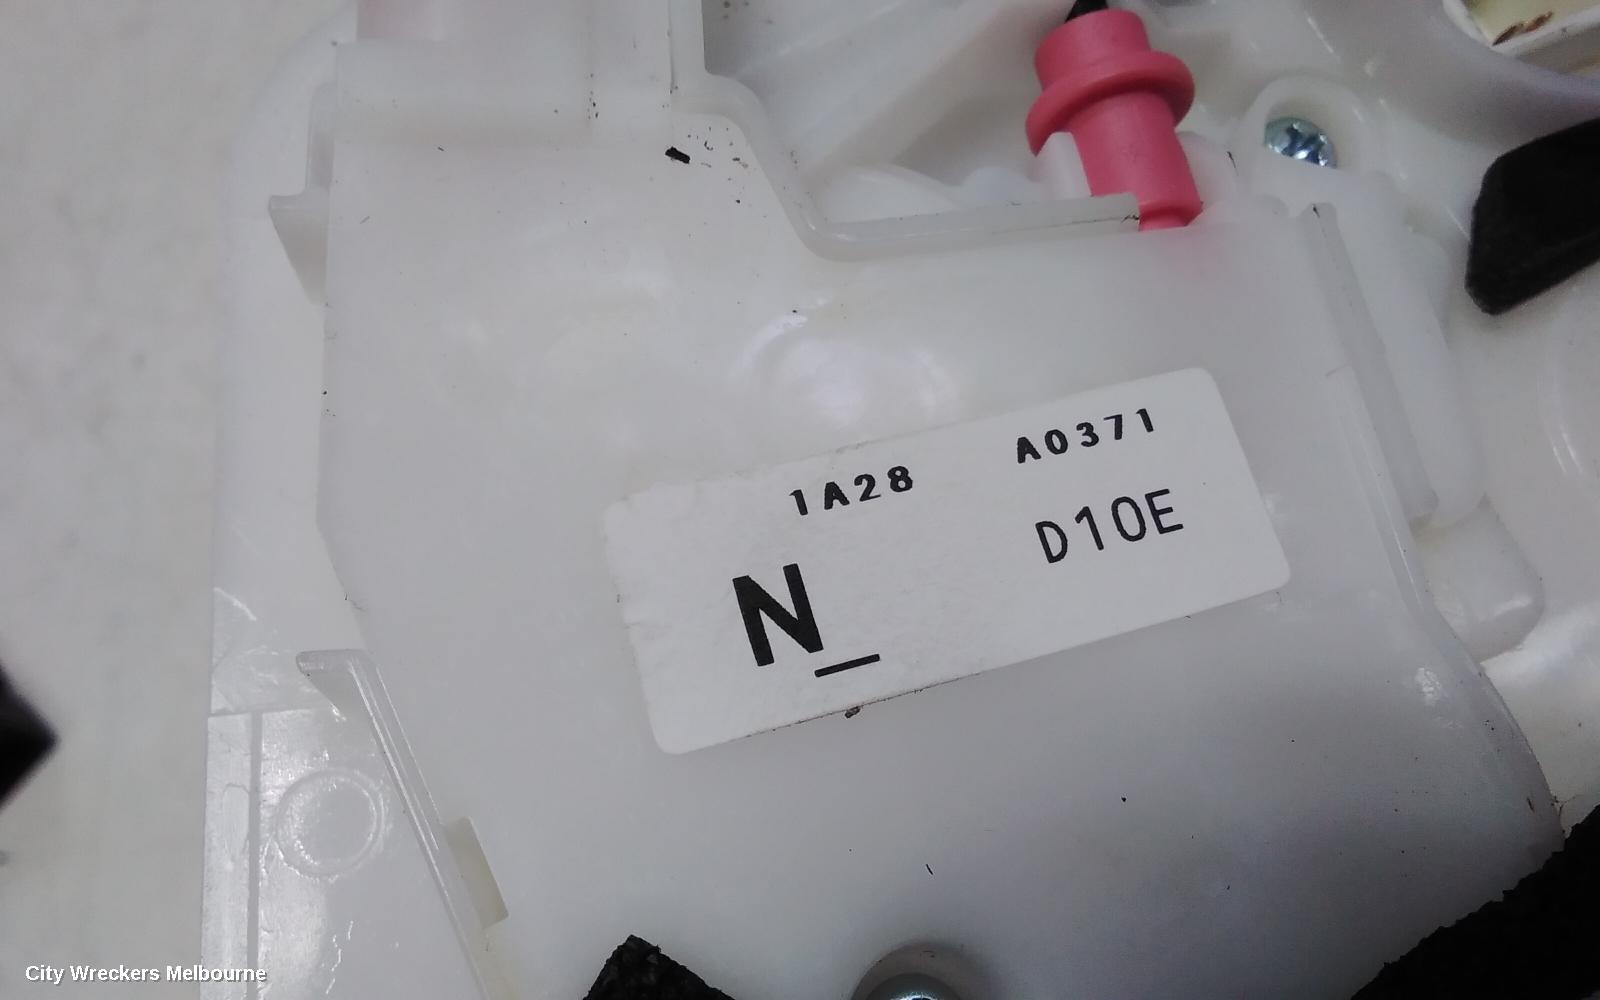 1A28 A0371
D10E
N_
City Wreckers Melbourne